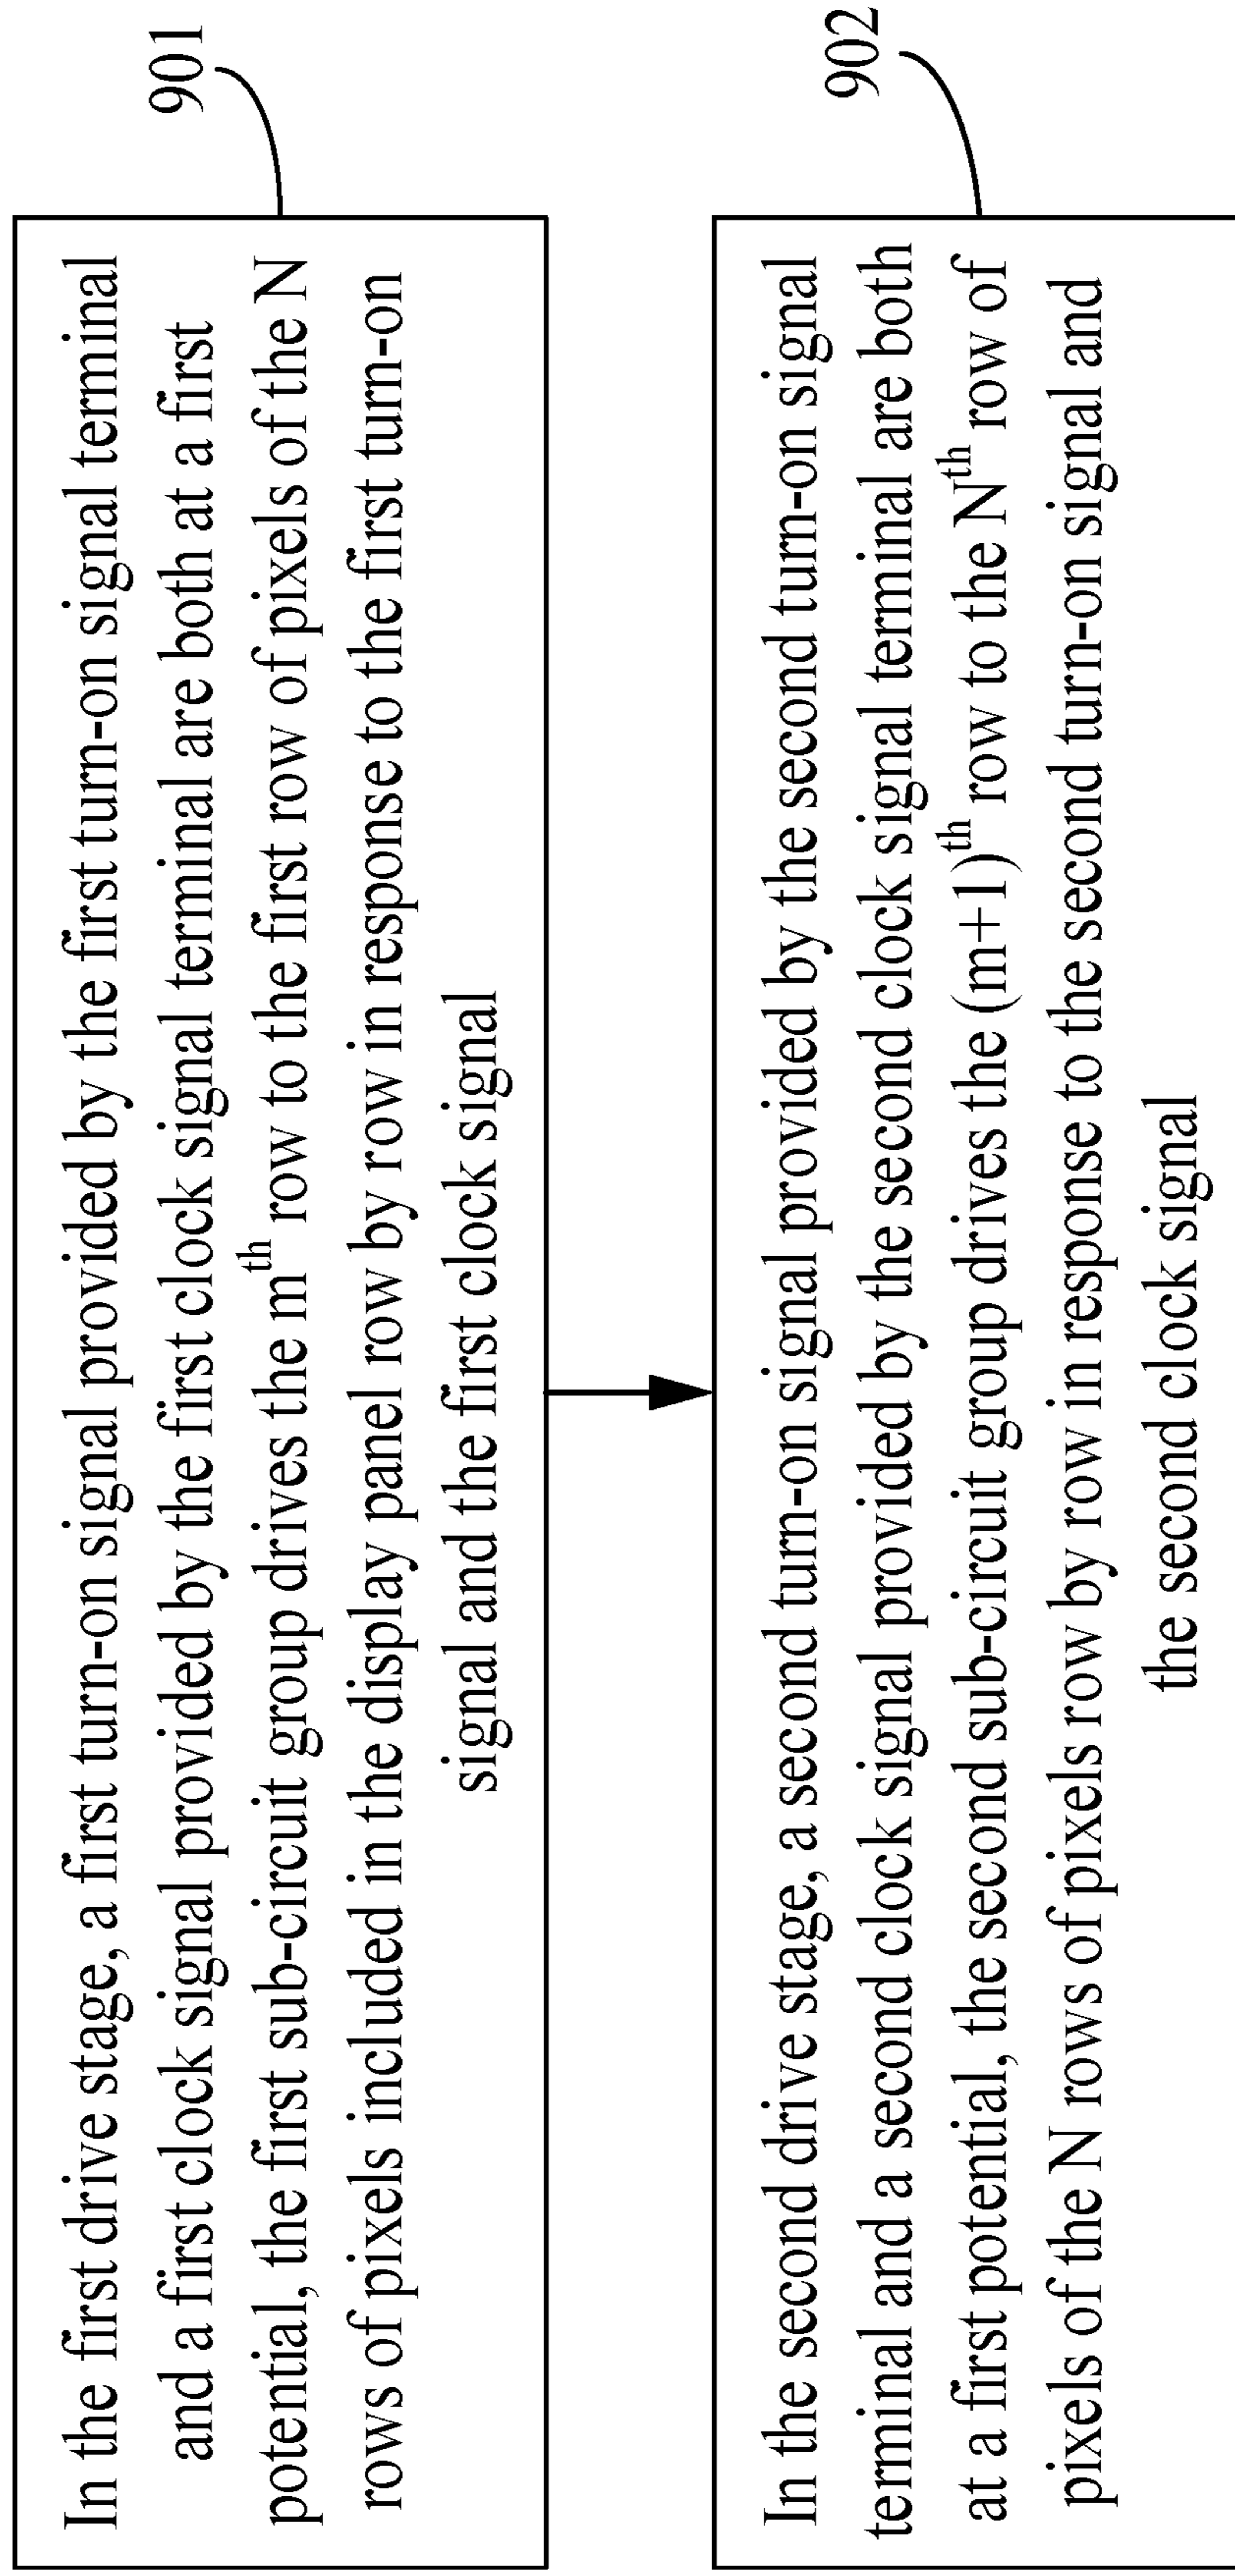 In the first drive stage, a first turn-on signal provided by the first turn-on signal terminal
and a first clock signal provided by the first clock signal terminal are both at a first
potential, the first sub-circuit group drives the mth row to the first row of pixels of the N
rows of pixels included in the display panel row by row in response to the first turn-on
signal and the first clock signal
901
In the second drive stage, a second turn-on signal provided by the second turn-on signal
terminal and a second clock signal provided by the second clock signal terminal are both
at a first potential, the second sub-circuit group drives the (m+1)th row to the Nth row of
pixels of the N rows of pixels row by row in response to the second turn-on signal and
the second clock signal
902